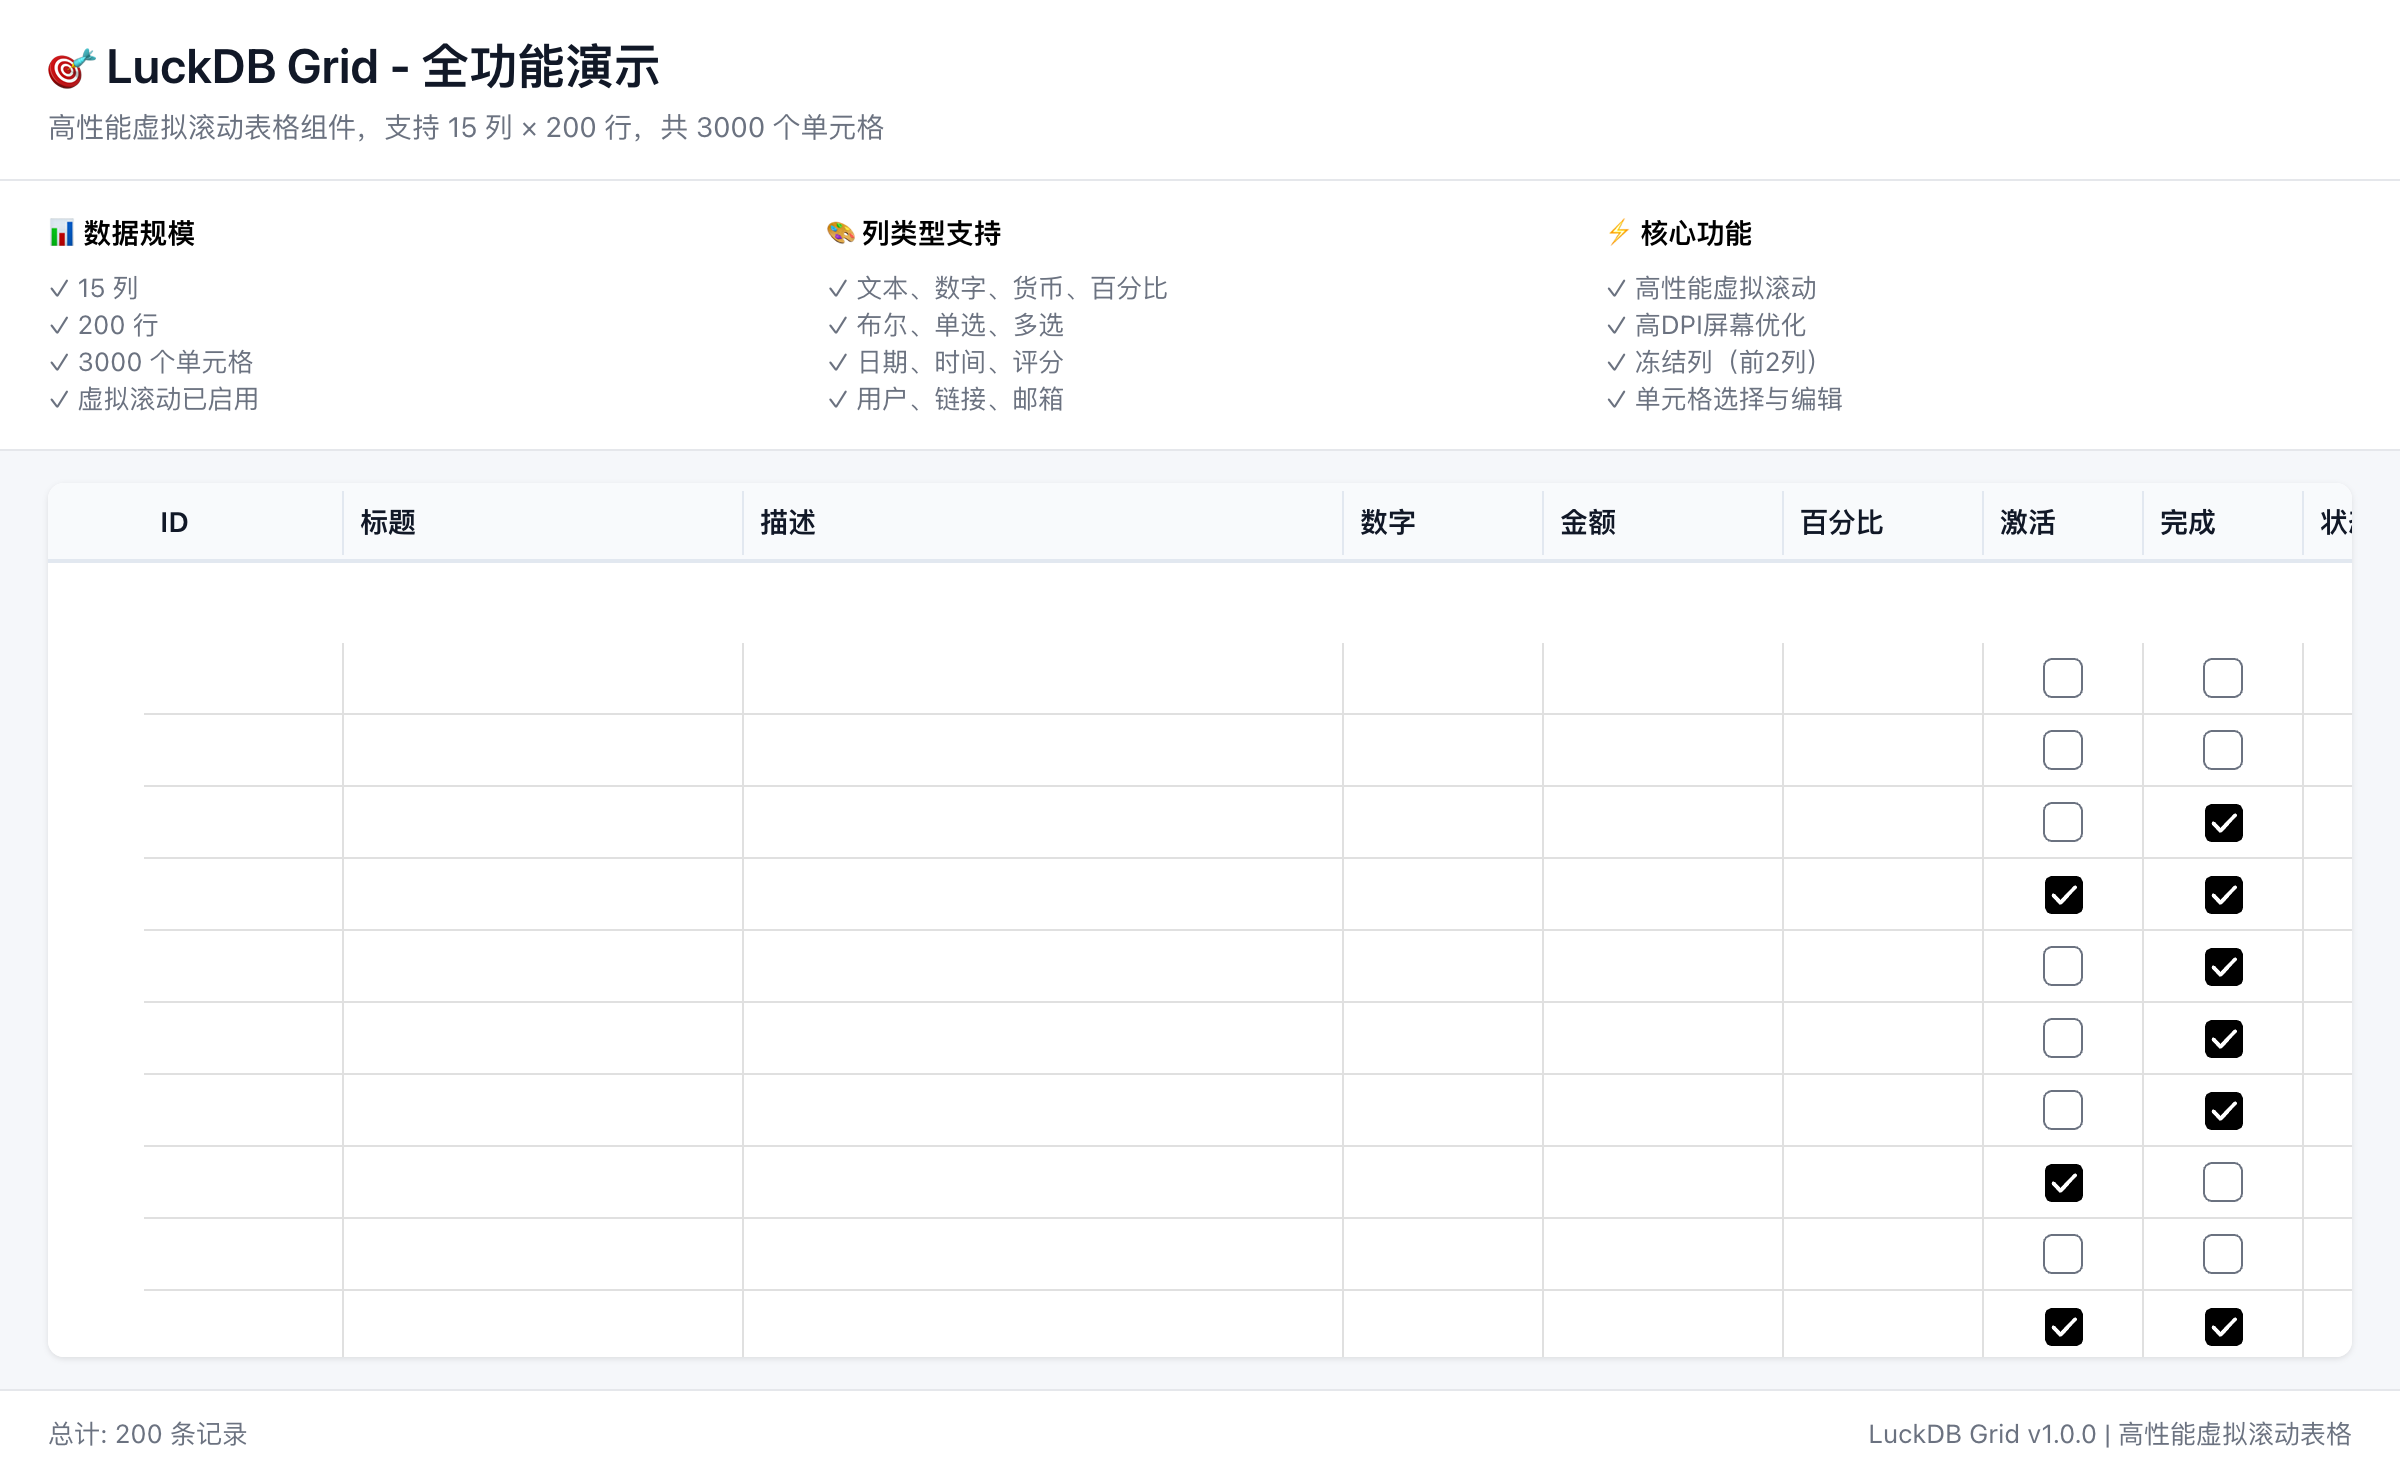 LuckDB Grid - 全功能演示
高性能虚拟滚动表格组件，支持 15 列 × 200 行，共 3000 个单元格
数据规模
✓ 15 列
✓ 200 行
✓ 3000 个单元格
✓ 虚拟滚动已启用
列类型支持
✓ 文本、数字、货币、百分比
✓ 布尔、单选、多选
✓ 日期、时间、评分
✓ 用户、链接、邮箱
核心功能
✓ 高性能虚拟滚动
✓ 高DPI屏幕优化
✓ 冻结列（前2列）
✓ 单元格选择与编辑
ID 标题 描述 数字 金额 百分比 激活 完成 状
总计: 200 条记录
LuckDB Grid v1.0.0 | 高性能虚拟滚动表格